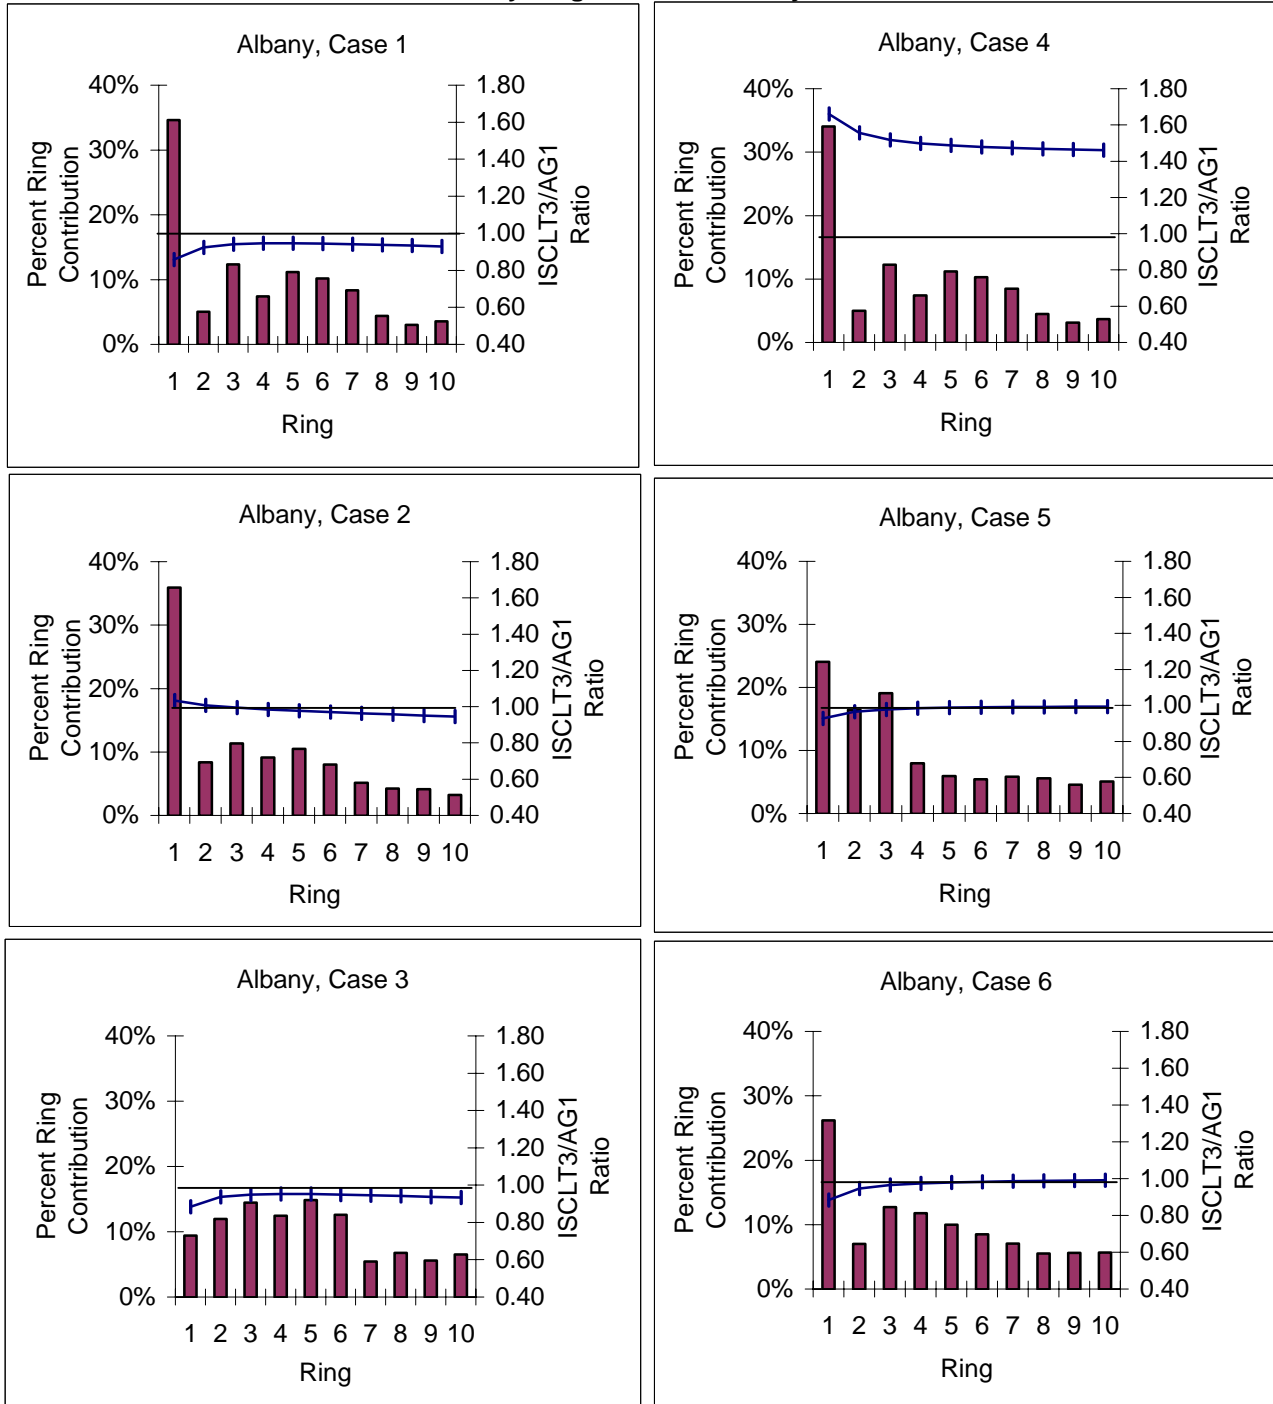 Albany, Case 1
40%
30%
20%
10%
0%
1.80
1.60
1.40
1.20
1.00
0.80
0.60
0.40
Percent Ring
Contribution
ISCLT3/AG1
Ratio
1 2 3 4 5 6 7 8 9 10
Ring
Albany, Case 4
40%
30%
20%
10%
0%
1.80
1.60
1.40
1.20
1.00
0.80
0.60
0.40
Percent Ring
Contribution
ISCLT3/AG1
Ratio
1 2 3 4 5 6 7 8 9 10
Ring
Albany, Case 2
40%
30%
20%
10%
0%
1.80
1.60
1.40
1.20
1.00
0.80
0.60
0.40
Percent Ring
Contribution
ISCLT3/AG1
Ratio
1 2 3 4 5 6 7 8 9 10
Ring
Albany, Case 5
40%
30%
20%
10%
0%
1.80
1.60
1.40
1.20
1.00
0.80
0.60
0.40
Percent Ring
Contribution
ISCLT3/AG1
Ratio
1 2 3 4 5 6 7 8 9 10
Ring
Albany, Case 3
40%
30%
20%
10%
0%
1.80
1.60
1.40
1.20
1.00
0.80
0.60
0.40
Percent Ring
Contribution
ISCLT3/AG1
Ratio
1 2 3 4 5 6 7 8 9 10
Ring
Albany, Case 6
40%
30%
20%
10%
0%
1.80
1.60
1.40
1.20
1.00
0.80
0.60
0.40
Percent Ring
Contribution
ISCLT3/AG1
Ratio
1 2 3 4 5 6 7 8 9 10
Ring